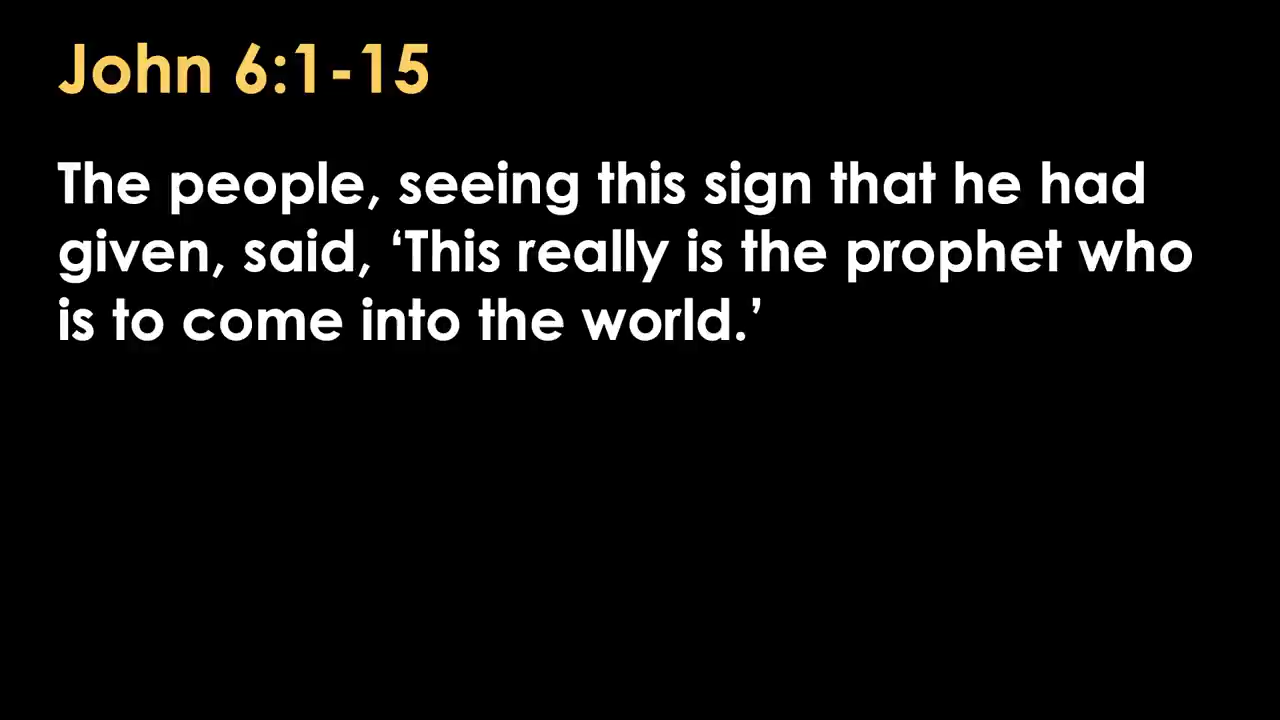 John 6:1-15
The people, seeing this sign that he had
given, said, ‘This really is the prophet who
is to come into the world.’